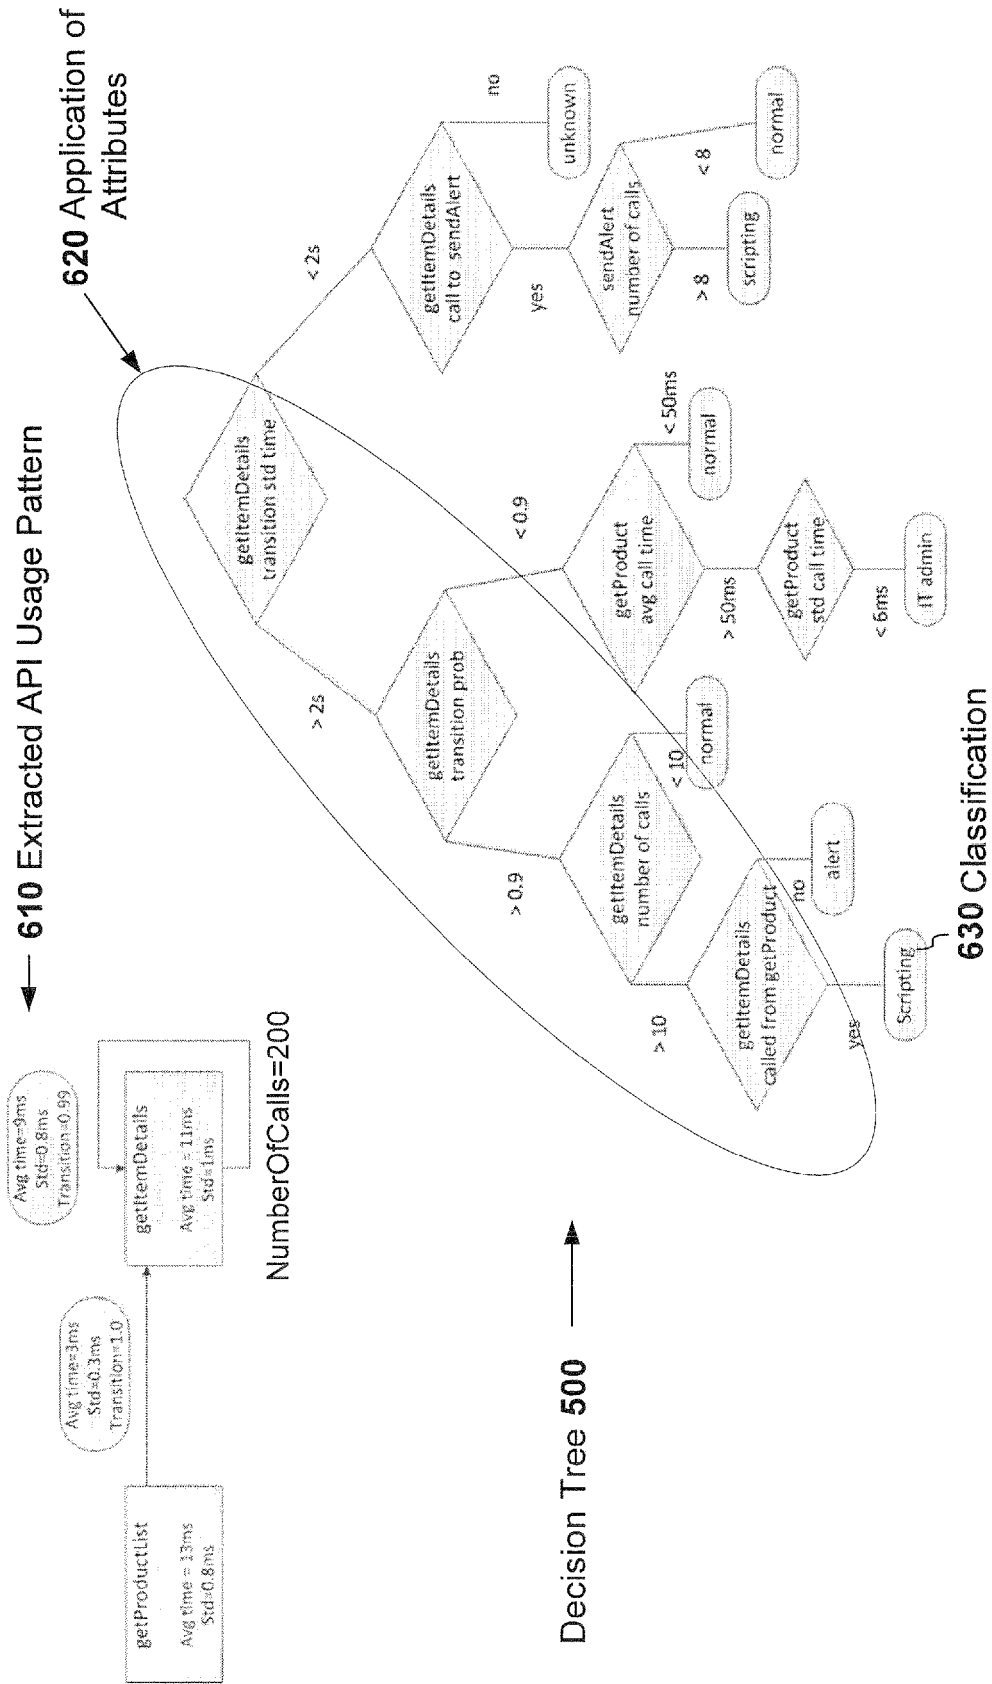 610 Extracted API Usage Pattern
getProductList
Avg time = 13ms
Std=0.8ms
Avg time=3ms
Std=0.3ms
Transition=1.0
getItemDetails
Avg time = 11ms
Std=1ms
Avg time=9ms
Std=0.8ms
Transition=0.99
NumberOfCalls=200
620 Application of
Attributes
Decision Tree 500
getItemDetails
transition std time
> 2s
< 2s
getItemDetails
transition prob
> 0.9
< 0.9
getItemDetails
call to sendAlert
yes
no
unknown
sendAlert
number of calls
> 8
< 8
scripting
normal
getItemDetails
number of calls
> 10
< 10
normal
getProduct
avg call time
> 50ms
< 50ms
normal
getProduct
std call time
< 6ms
IT admin
getItemDetails
called from getProduct
yes
no
alert
Scripting
630 Classification